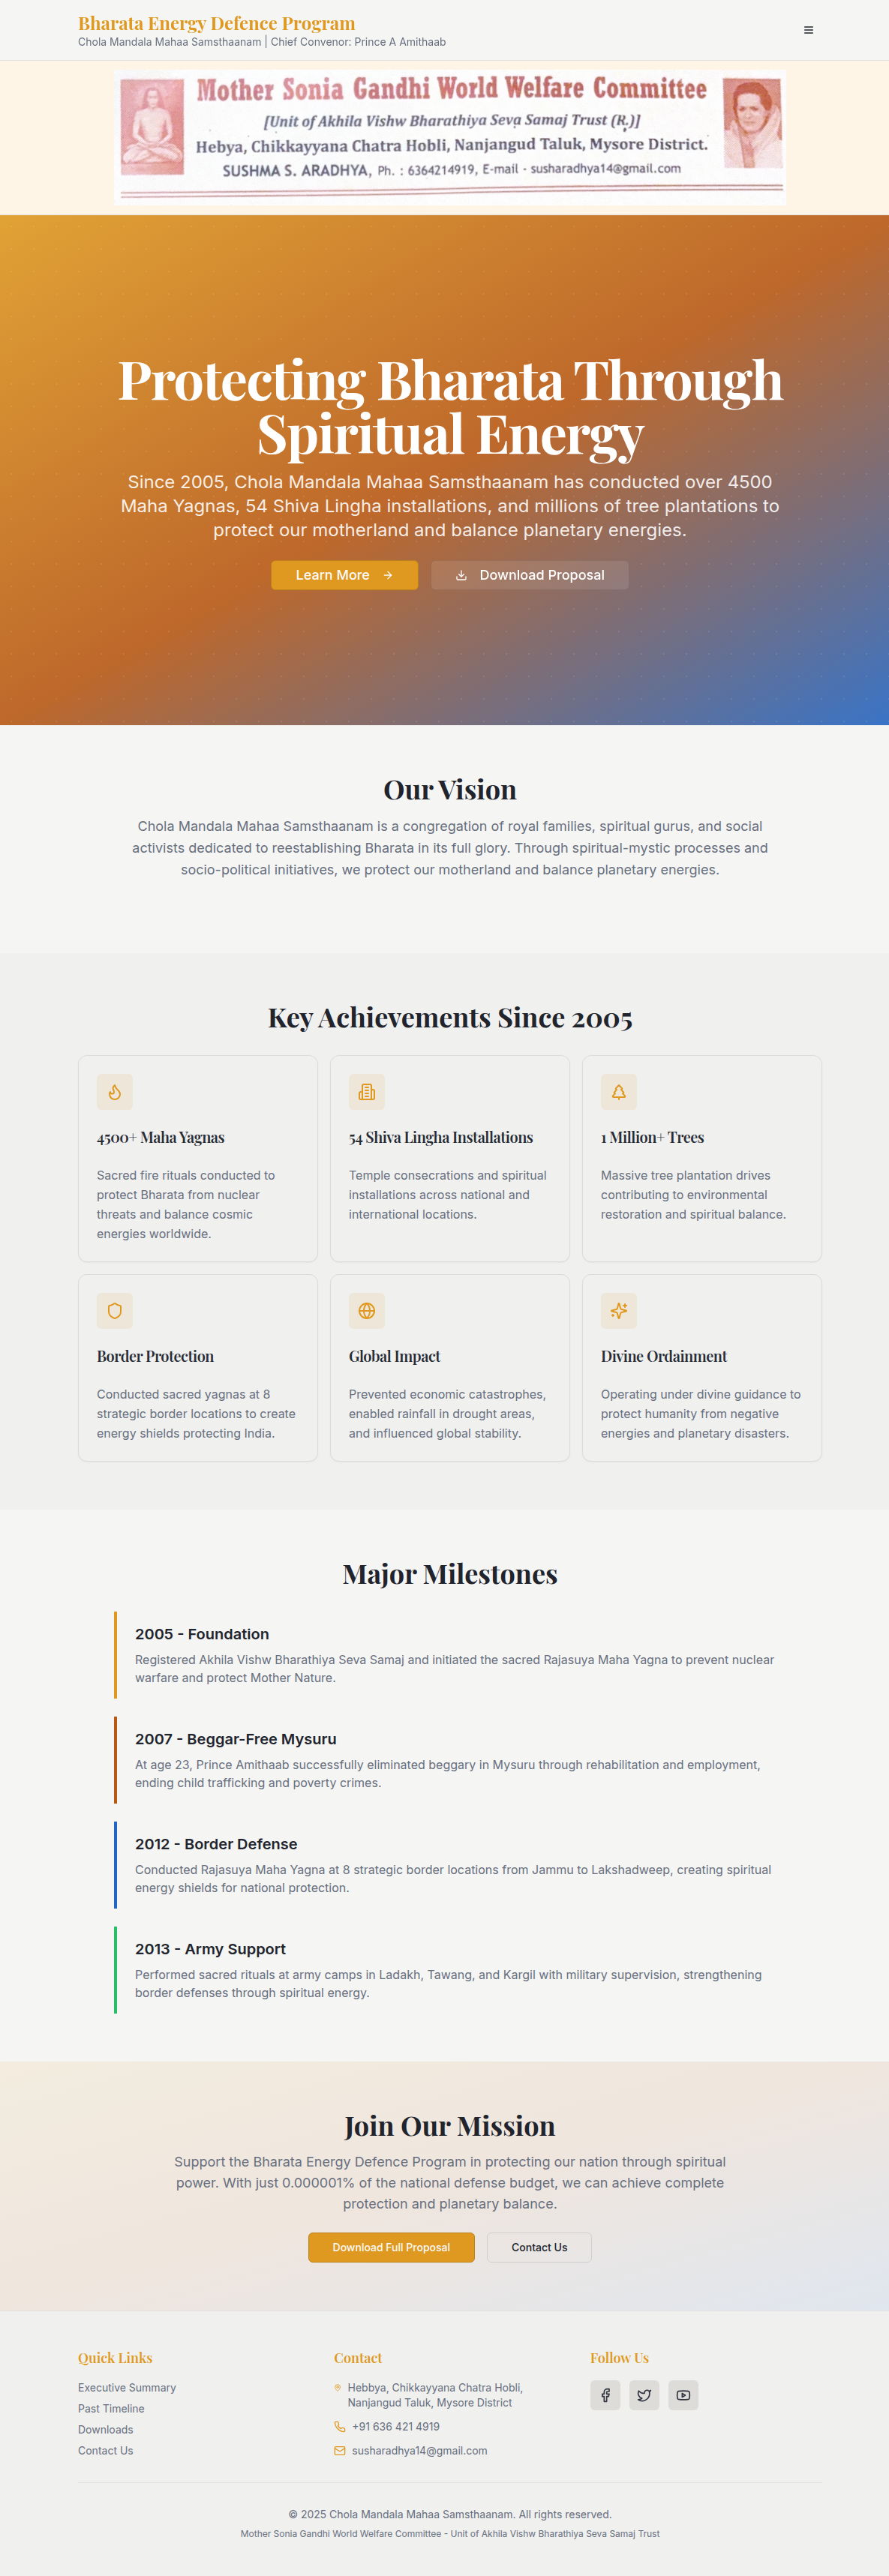 Bharata Energy Defence Program
Chola Mandala Mahaa Samsthaanam | Chief Convenor: Prince A Amithaab
Mother Sonia Gandhi World Welfare Committee
[Unit of Akhila Vishw Bharathiya Seva Samaj Trust (R.)]
Hebya, Chikkayyana Chatra Hobli, Nanjangud Taluk, Mysore District.
SUSHMA S. ARADHYA, Ph. : 6364214919, E-mail - susharadhya14@gmail.com
Protecting Bharata Through
Spiritual Energy
Since 2005, Chola Mandala Mahaa Samsthaanam has conducted over 4500
Maha Yagnas, 54 Shiva Lingha installations, and millions of tree plantations to
protect our motherland and balance planetary energies.
Learn More
Download Proposal
Our Vision
Chola Mandala Mahaa Samsthaanam is a congregation of royal families, spiritual gurus, and social
activists dedicated to reestablishing Bharata in its full glory. Through spiritual-mystic processes and
socio-political initiatives, we protect our motherland and balance planetary energies.
Key Achievements Since 2005
4500+ Maha Yagnas
Sacred fire rituals conducted to
protect Bharata from nuclear
threats and balance cosmic
energies worldwide.
54 Shiva Lingha Installations
Temple consecrations and spiritual
installations across national and
international locations.
1 Million+ Trees
Massive tree plantation drives
contributing to environmental
restoration and spiritual balance.
Border Protection
Conducted sacred yagnas at 8
strategic border locations to create
energy shields protecting India.
Global Impact
Prevented economic catastrophes,
enabled rainfall in drought areas,
and influenced global stability.
Divine Ordainment
Operating under divine guidance to
protect humanity from negative
energies and planetary disasters.
Major Milestones
2005 - Foundation
Registered Akhila Vishw Bharathiya Seva Samaj and initiated the sacred Rajasuya Maha Yagna to prevent nuclear
warfare and protect Mother Nature.
2007 - Beggar-Free Mysuru
At age 23, Prince Amithaab successfully eliminated beggary in Mysuru through rehabilitation and employment,
ending child trafficking and poverty crimes.
2012 - Border Defense
Conducted Rajasuya Maha Yagna at 8 strategic border locations from Jammu to Lakshadweep, creating spiritual
energy shields for national protection.
2013 - Army Support
Performed sacred rituals at army camps in Ladakh, Tawang, and Kargil with military supervision, strengthening
border defenses through spiritual energy.
Join Our Mission
Support the Bharata Energy Defence Program in protecting our nation through spiritual
power. With just 0.000001% of the national defense budget, we can achieve complete
protection and planetary balance.
Download Full Proposal
Contact Us
Quick Links
Executive Summary
Past Timeline
Downloads
Contact Us
Contact
Hebbya, Chikkayyana Chatra Hobli,
Nanjangud Taluk, Mysore District
+91 636 421 4919
susharadhya14@gmail.com
Follow Us
© 2025 Chola Mandala Mahaa Samsthaanam. All rights reserved.
Mother Sonia Gandhi World Welfare Committee - Unit of Akhila Vishw Bharathiya Seva Samaj Trust